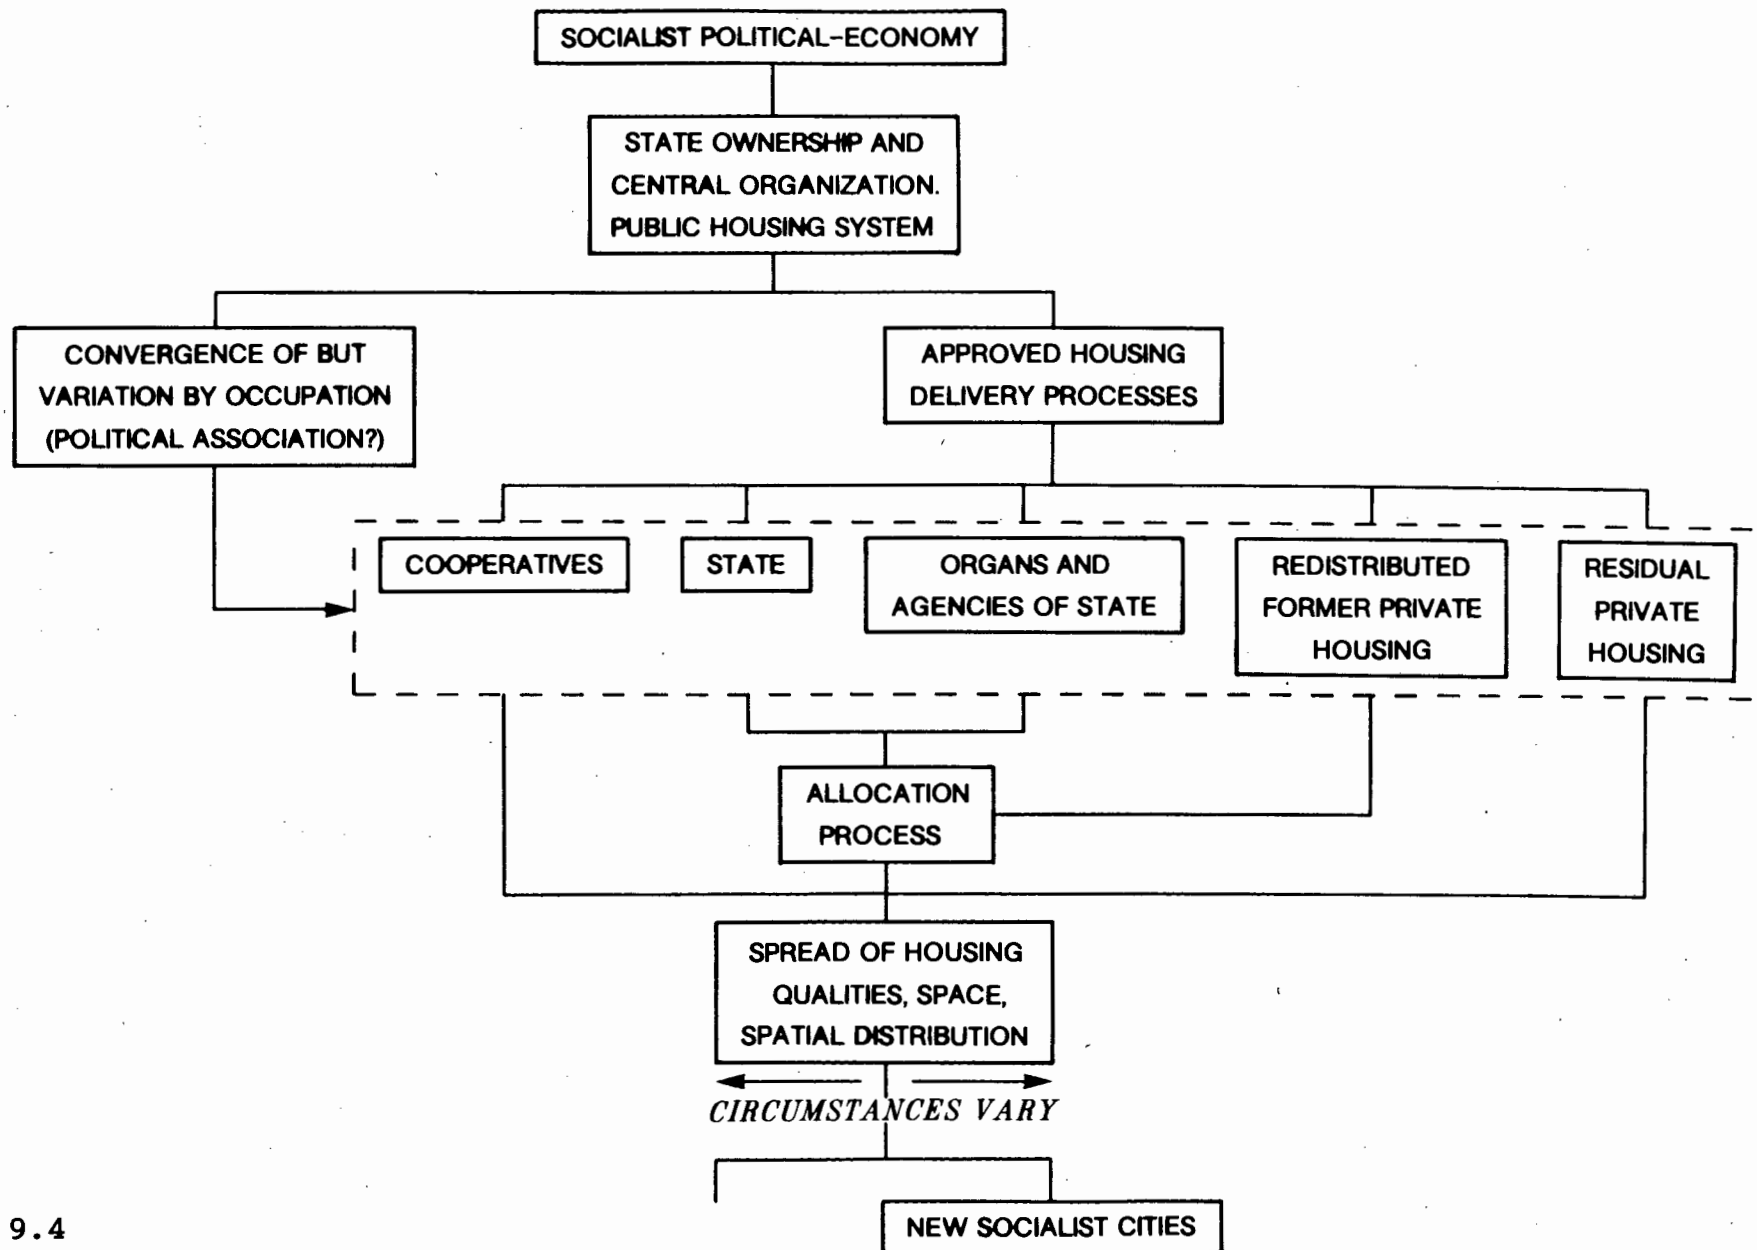 SOCIALIST POLITICAL-ECONOMY
STATE OWNERSHIP AND
CENTRAL ORGANIZATION.
PUBLIC HOUSING SYSTEM
CONVERGENCE OF BUT
VARIATION BY OCCUPATION
(POLITICAL ASSOCIATION?)
APPROVED HOUSING
DELIVERY PROCESSES
COOPERATIVES
STATE
ORGANS AND
AGENCIES OF STATE
REDISTRIBUTED
FORMER PRIVATE
HOUSING
RESIDUAL
PRIVATE
HOUSING
ALLOCATION
PROCESS
SPREAD OF HOUSING
QUALITIES, SPACE,
SPATIAL DISTRIBUTION
CIRCUMSTANCES VARY
NEW SOCIALIST CITIES
9.4